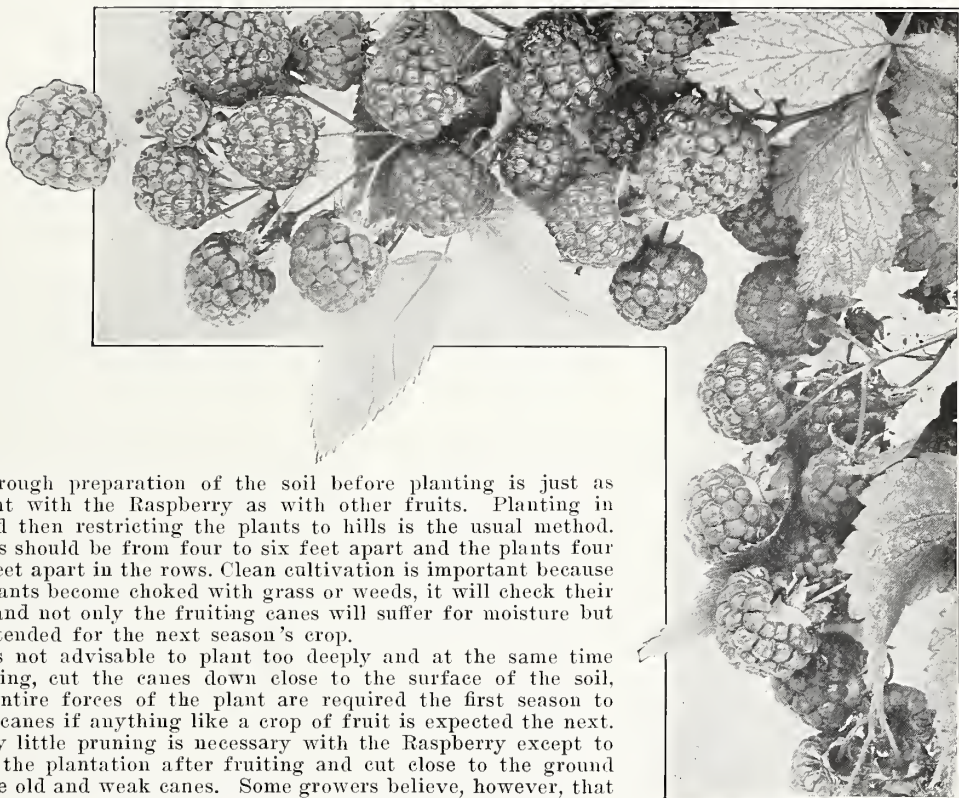 rough preparation of the soil before planting is just as
nt with the Raspberry as with other fruits. Planting in
d then restricting the plants to hills is the usual method.
s should be from four to six feet apart and the plants four
eet apart in the rows. Clean cultivation is important because
ants become choked with grass or weeds, it will check their
and not only the fruiting canes will suffer for moisture but
tended for the next season's crop.
s not advisable to plant too deeply and at the same time
ing, cut the canes down close to the surface of the soil,
ntire forces of the plant are required the first season to
canes if anything like a crop of fruit is expected the next.
y little pruning is necessary with the Raspberry except to
the plantation after fruiting and cut close to the ground
e old and weak canes. Some growers believe, however, that